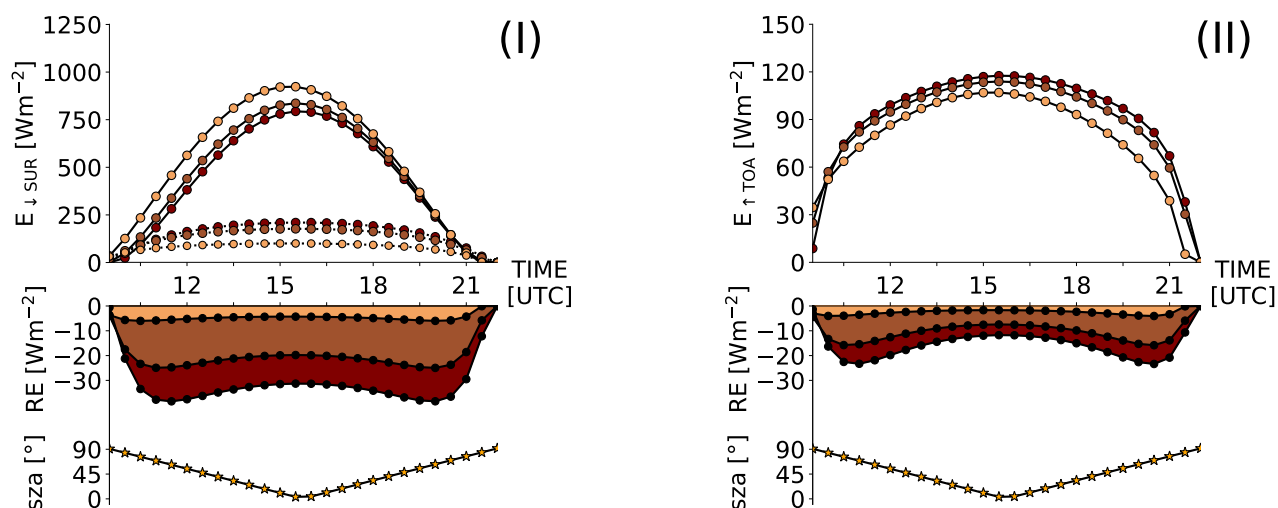 (I)
E↓SUR [Wm−2]
1250
1000
750
500
250
0
12 15 18 21
TIME
[UTC]
RE [Wm−2]
0
−10
−20
−30
sza [°]
90
45
0
(II)
E↑TOA [Wm−2]
150
120
90
60
30
0
12 15 18 21
TIME
[UTC]
RE [Wm−2]
0
−10
−20
−30
sza [°]
90
45
0